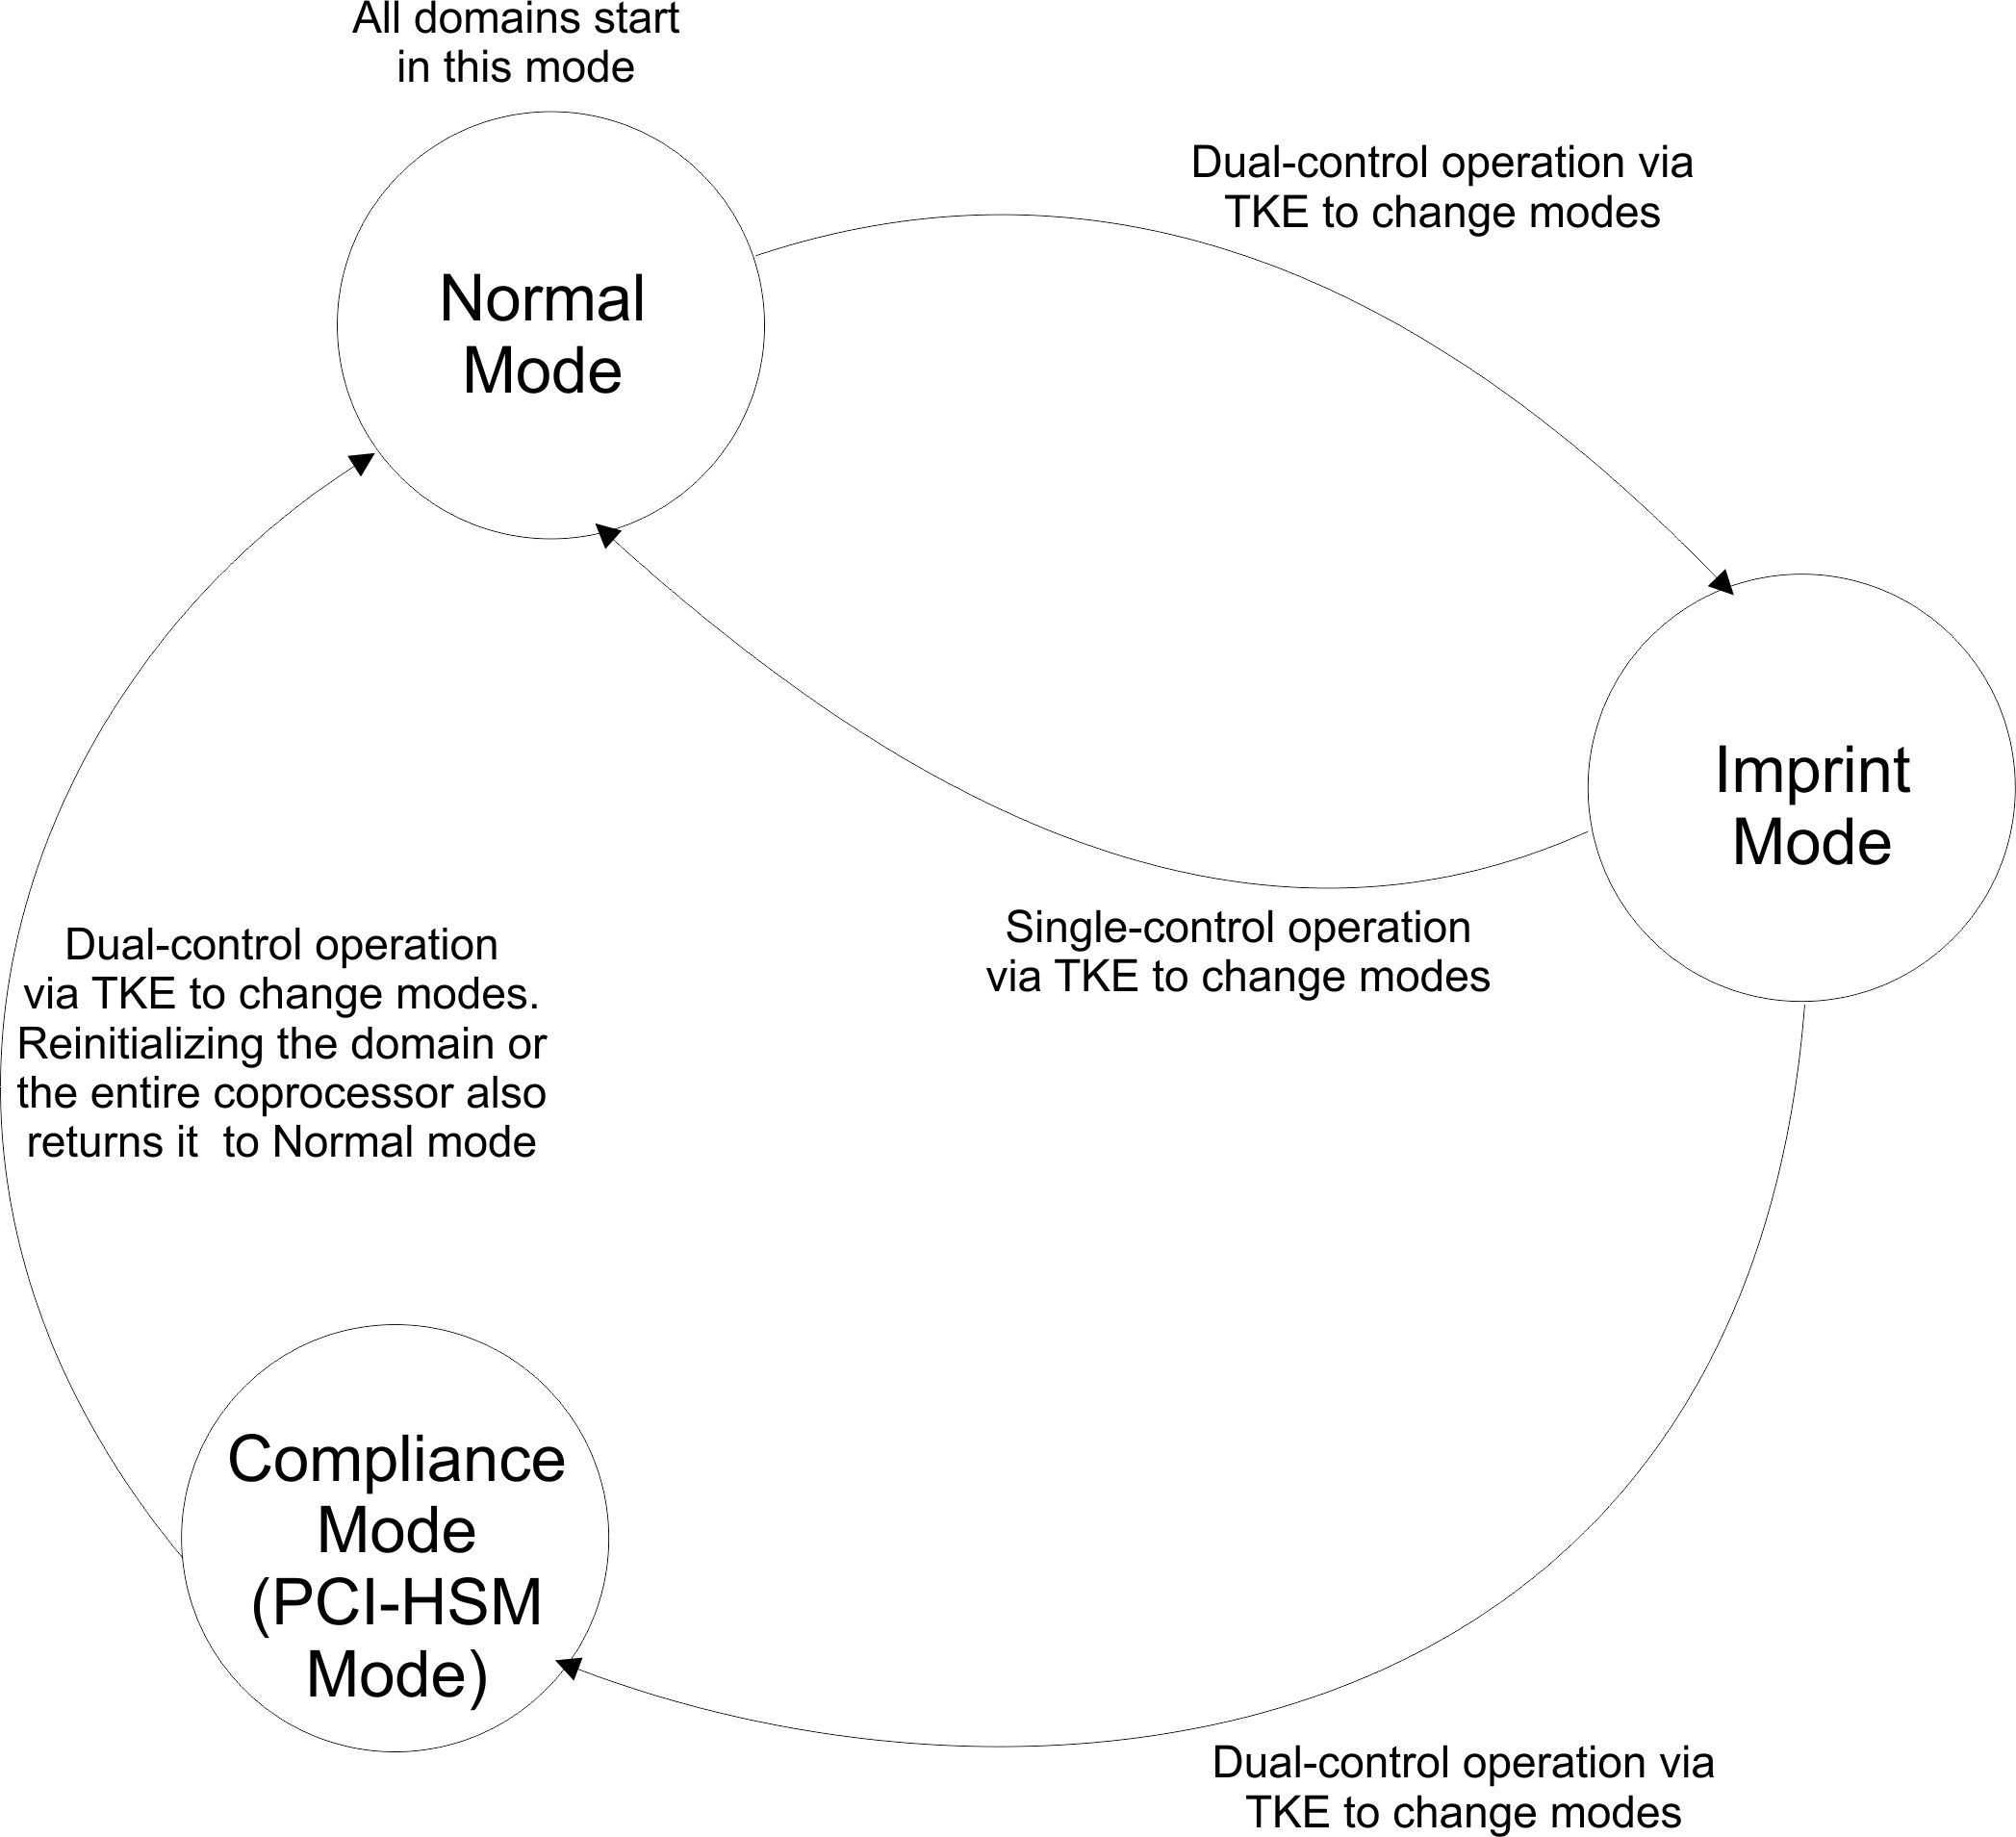 All domains start
in this mode
Dual-control operation via
TKE to change modes
Normal
Mode
Imprint
Mode
Single-control operation
via TKE to change modes
Dual-control operation
via TKE to change modes.
Reinitializing the domain or
the entire coprocessor also
returns it  to Normal mode
Compliance
Mode
(PCI-HSM
Mode)
Dual-control operation via
TKE to change modes